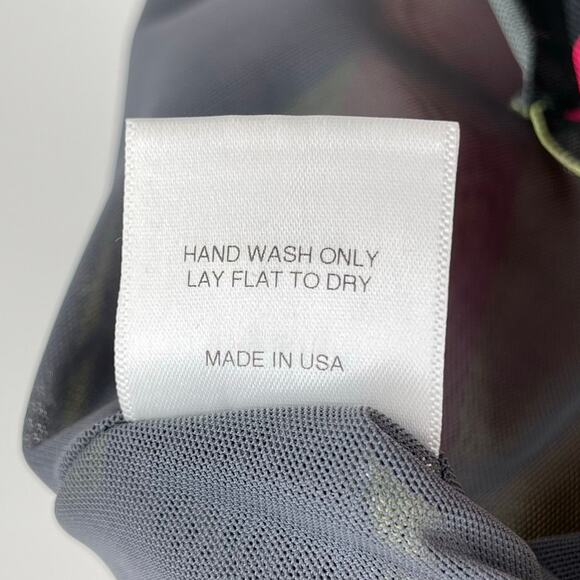 HAND WASH ONLY
LAY FLAT TO DRY
MADE IN USA